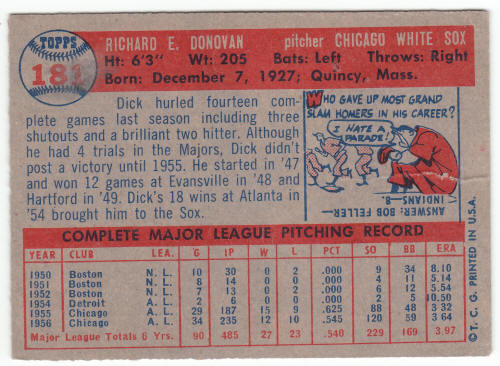 TOPPS
181
RICHARD E. DONOVAN pitcher CHICAGO WHITE SOX
Ht: 6'3" Wt: 205 Bats: Left Throws: Right
Born: December 7, 1927; Quincy, Mass.
Dick hurled fourteen com-
plete games last season including three
shutouts and a brilliant two hitter. Although
he had 4 trials in the Majors, Dick didn't
post a victory until 1955. He started in '47
and won 12 games at Evansville in '48 and
Hartford in '49. Dick's 18 wins at Atlanta in
'54 brought him to the Sox.
WHO GAVE UP MOST GRAND
SLAM HOMERS IN HIS CAREER?
I HATE A
PARADE!
ANSWER: BOB FELLER-
INDIANS-8
COMPLETE MAJOR LEAGUE PITCHING RECORD
YEAR CLUB LEA. G IP W L PCT SO BB ERA
1950 Boston N. L. 10 30 0 2 .000 9 34 8.10
1951 Boston N. L. 8 14 0 0 .000 4 11 5.14
1952 Boston N. L. 7 13 0 2 .000 6 12 5.54
1954 Detroit A. L. 2 6 0 0 .000 2 5 10.50
1955 Chicago A. L. 29 187 15 9 .625 88 48 3.32
1956 Chicago A. L. 34 235 12 10 .545 120 59 3.64
Major League Totals 6 Yrs. 90 485 27 23 .540 229 169 3.97
© T. C. G. PRINTED IN U.S.A.